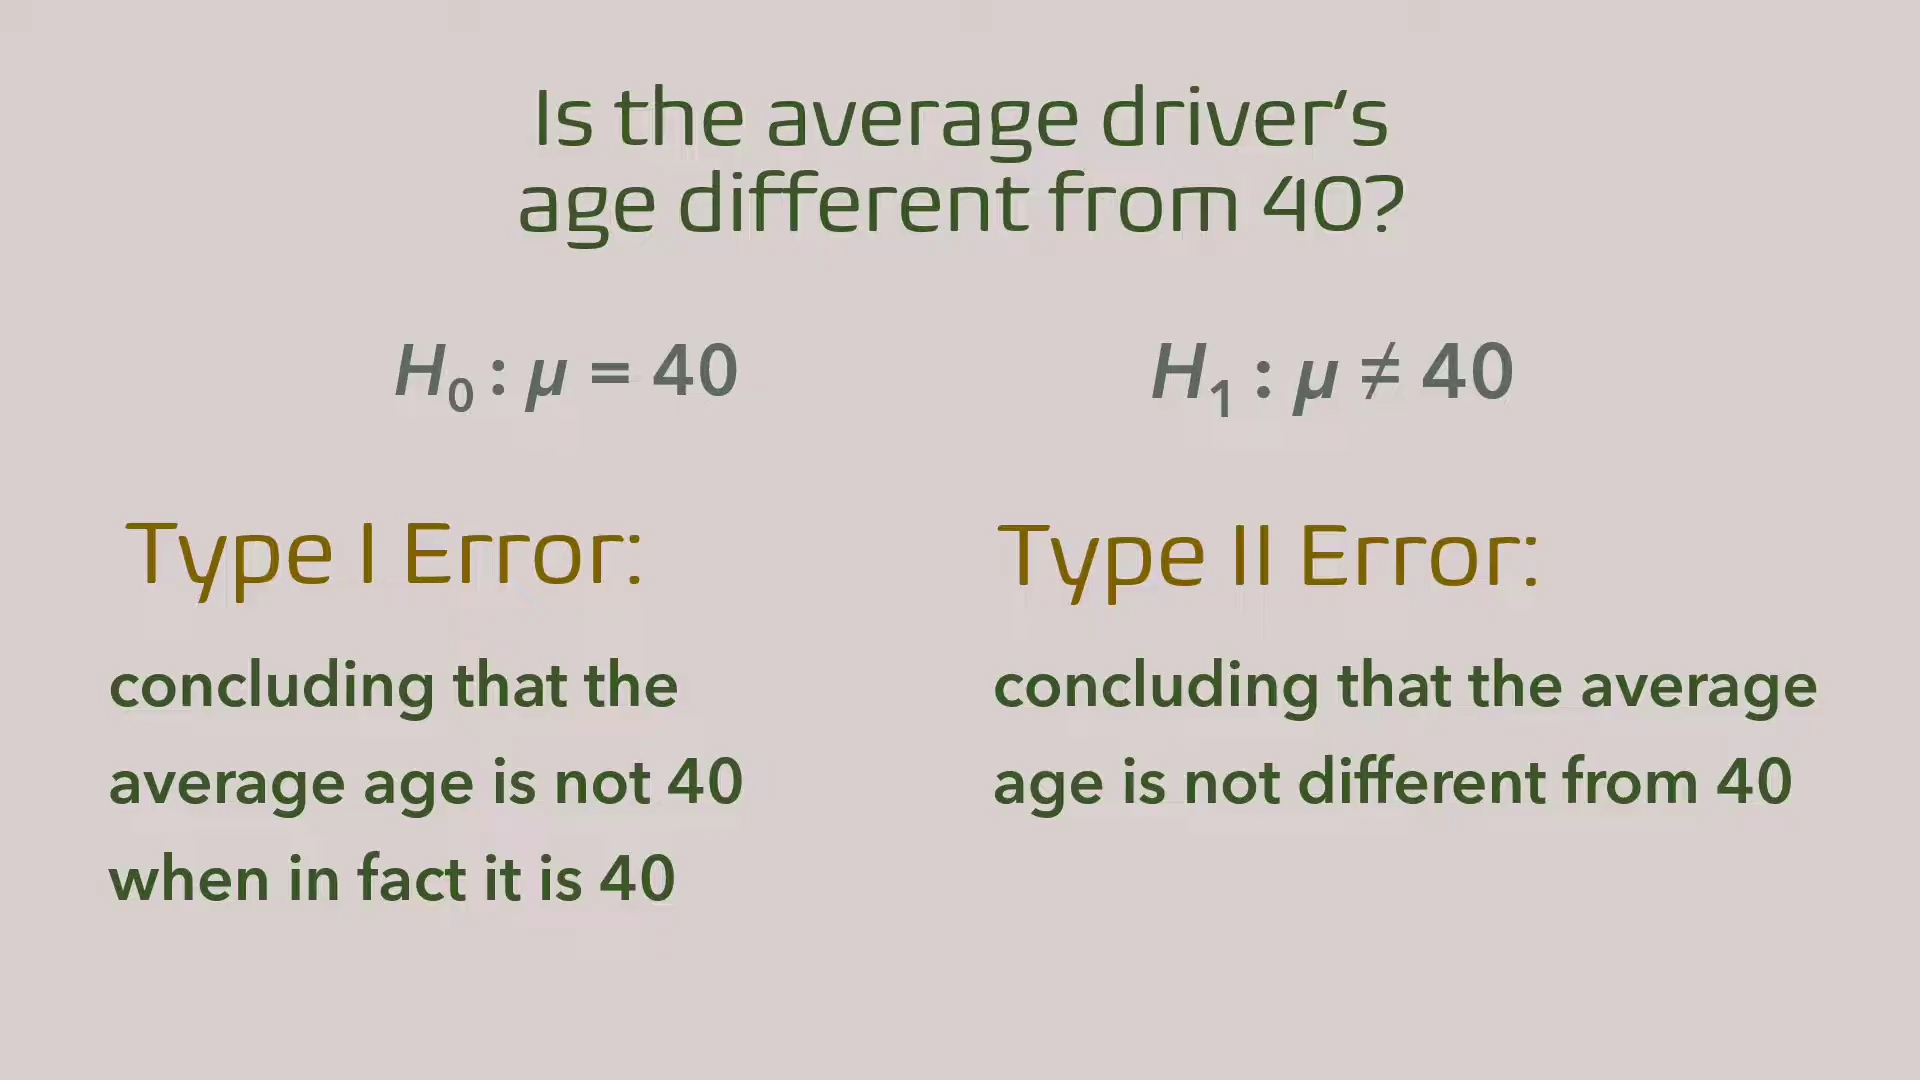 Is the average driver's
age different from 40?
H₀ : μ = 40
H₁ : μ ≠ 40
Type I Error:
concluding that the
average age is not 40
when in fact it is 40
Type II Error:
concluding that the average
age is not different from 40